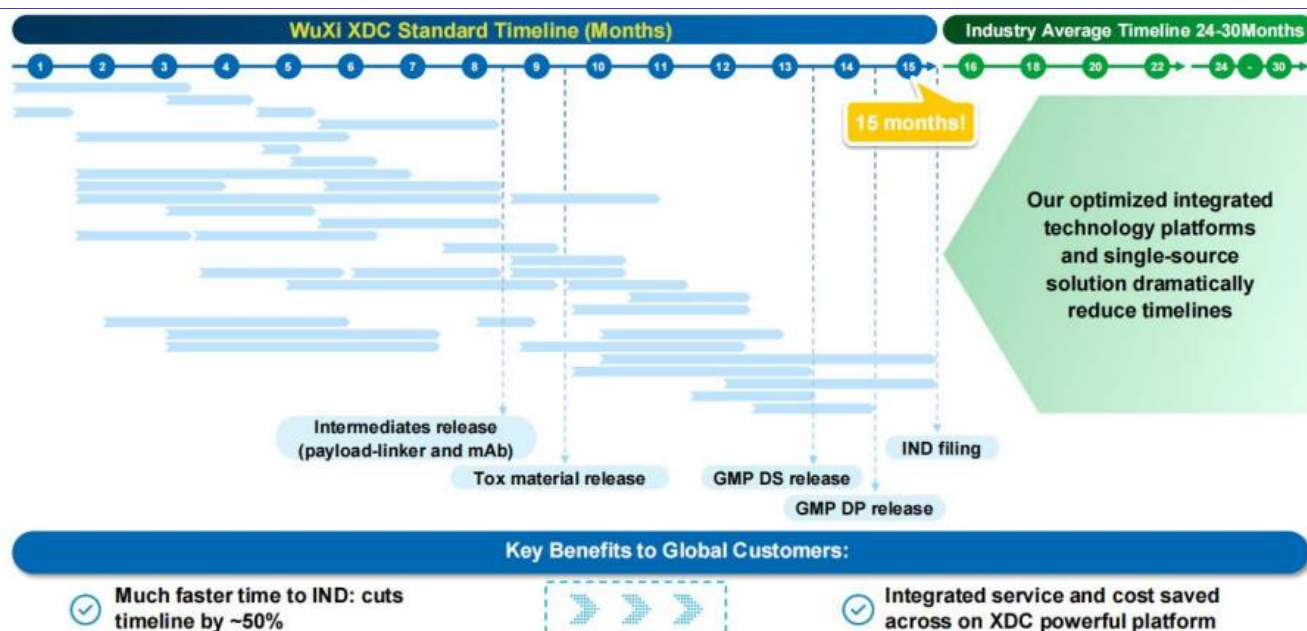 WuXi XDC Standard Timeline (Months)
Industry Average Timeline 24-30Months
1 2 3 4 5 6 7 8 9 10 11 12 13 14 15 16 18 20 22 24 - 30
15 months!
Our optimized integrated
technology platforms
and single-source
solution dramatically
reduce timelines
Intermediates release
(payload-linker and mAb)
Tox material release
GMP DS release
GMP DP release
IND filing
Key Benefits to Global Customers:
Much faster time to IND: cuts
timeline by ~50%
Integrated service and cost saved
across on XDC powerful platform